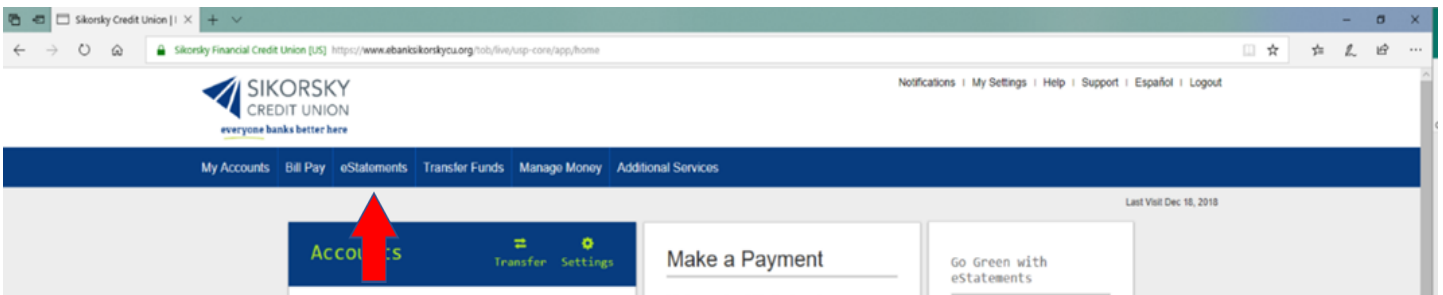 Sikorsky Credit Union | I
Sikorsky Financial Credit Union [US] https://www.ebanksikorskycu.org/tob/live/usp-core/app/home
SIKORSKY
CREDIT UNION
everyone banks better here
Notifications | My Settings | Help | Support | Español | Logout
My Accounts Bill Pay eStatements Transfer Funds Manage Money Additional Services
Last Visit Dec 18, 2018
Accounts
Transfer Settings
Make a Payment
Go Green with
eStatements